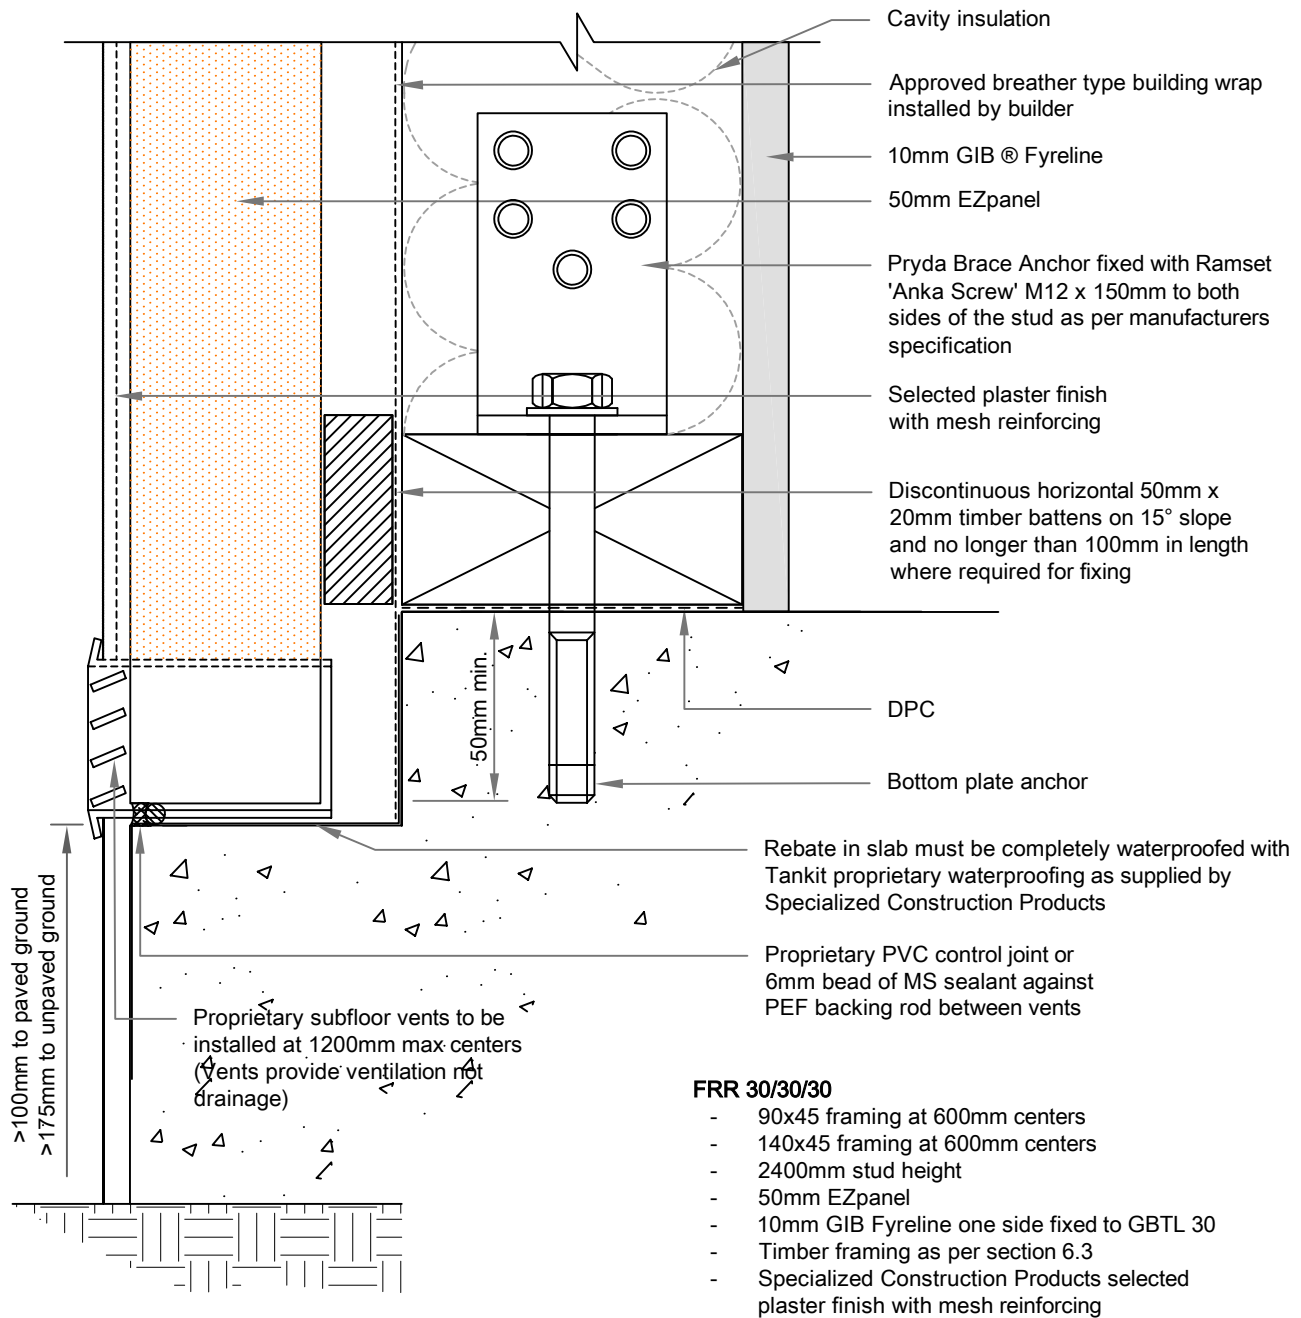 Cavity insulation
Approved breather type building wrap
installed by builder
10mm GIB ® Fyreline
50mm EZpanel
Pryda Brace Anchor fixed with Ramset
'Anka Screw' M12 x 150mm to both
sides of the stud as per manufacturers
specification
Selected plaster finish
with mesh reinforcing
Discontinuous horizontal 50mm x
20mm timber battens on 15° slope
and no longer than 100mm in length
where required for fixing
50mm min.
DPC
Bottom plate anchor
Rebate in slab must be completely waterproofed with
Tankit proprietary waterproofing as supplied by
Specialized Construction Products
Proprietary PVC control joint or
6mm bead of MS sealant against
PEF backing rod between vents
>100mm to paved ground
>175mm to unpaved ground
Proprietary subfloor vents to be
installed at 1200mm max centers
(Vents provide ventilation not
drainage)
FRR 30/30/30
- 90x45 framing at 600mm centers
- 140x45 framing at 600mm centers
- 2400mm stud height
- 50mm EZpanel
- 10mm GIB Fyreline one side fixed to GBTL 30
- Timber framing as per section 6.3
- Specialized Construction Products selected
plaster finish with mesh reinforcing